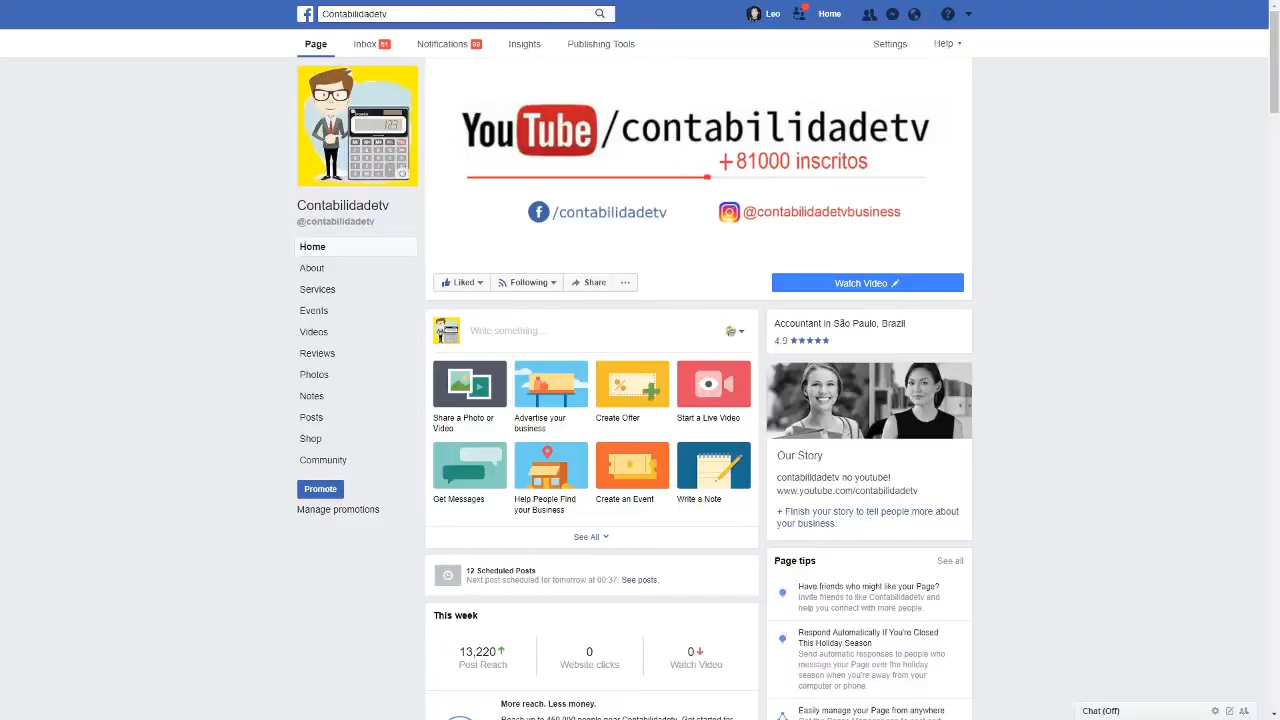 Contabilidadetv
Leo
Home
Page
Inbox 51
Notifications 99
Insights
Publishing Tools
Settings
Help
YouTube/contabilidadetv
+81000 inscritos
/contabilidadetv
@contabilidadetvbusiness
Contabilidadetv
@contabilidadetv
Home
About
Services
Events
Videos
Reviews
Photos
Notes
Posts
Shop
Community
Promote
Manage promotions
Liked
Following
Share
Watch Video
Write something...
Share a Photo or
Video
Advertise your
business
Create Offer
Start a Live Video
Get Messages
Help People Find
your Business
Create an Event
Write a Note
See All
12 Scheduled Posts
Next post scheduled for tomorrow at 00:37. See posts.
This week
13,220
Post Reach
0
Website clicks
0
Watch Video
More reach. Less money.
Accountant in São Paulo, Brazil
4.9 ★★★★★
Our Story
contabilidadetv no youtube!
www.youtube.com/contabilidadetv
+ Finish your story to tell people more about
your business.
Page tips
See all
Have friends who might like your Page?
Invite friends to like Contabilidadetv and
help you connect with more people.
Respond Automatically If You're Closed
This Holiday Season
Send automatic responses to people who
message your Page over the holiday
season when you're away from your
computer or phone.
Easily manage your Page from anywhere
Chat (Off)